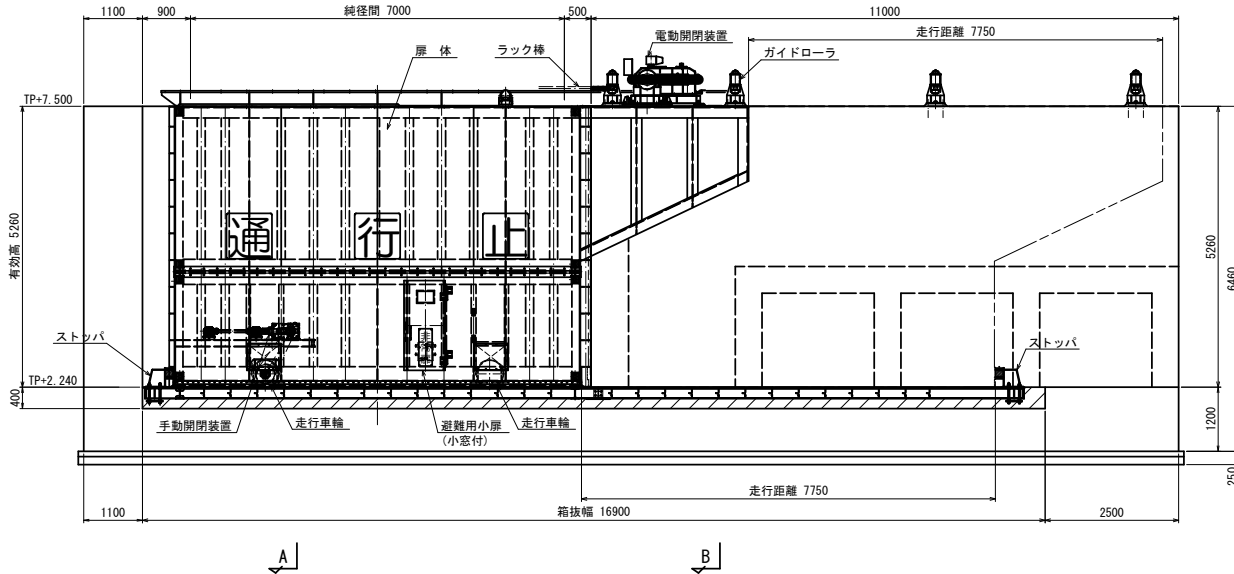 1100
900
純径間 7000
500
11000
走行距離 7750
扉 体
ラック棒
電動開閉装置
ガイドローラ
TP+7.500
有効高 5260
通 行 止
5260
6460
ストッパ
ストッパ
TP+2.240
400
手動開閉装置
走行車輪
避難用小扉
(小窓付)
走行車輪
1200
250
走行距離 7750
1100
箱抜幅 16900
2500
A
B